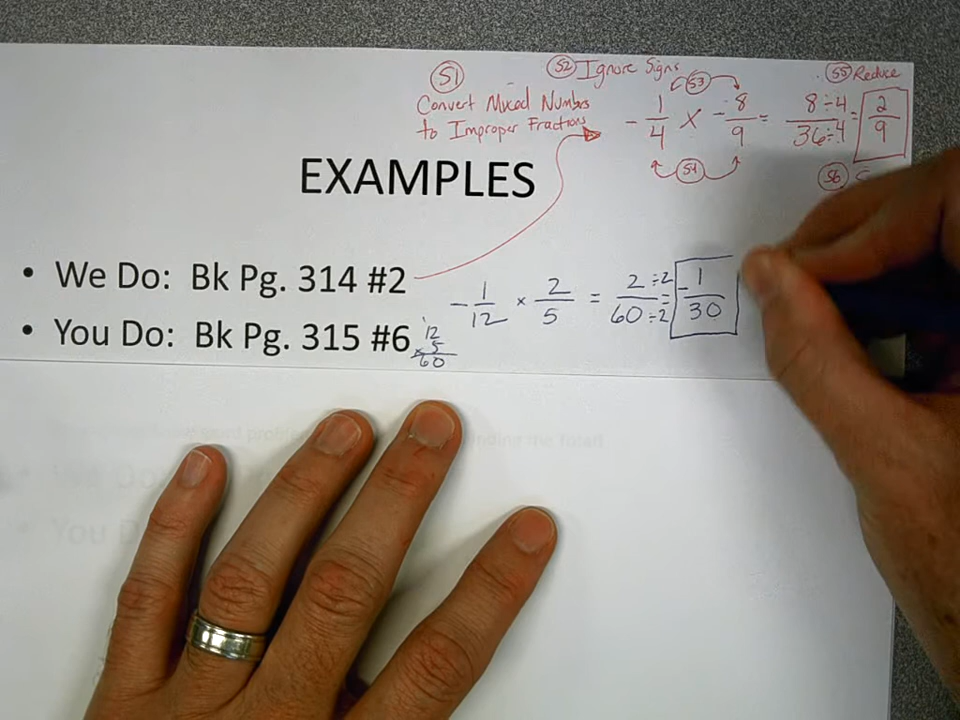 S1
Convert Mixed Numbers
to Improper Fractions
S2 Ignore Signs
S3
- 1/4 x - 8/9 = 8÷4/36÷4 = 2/9
S4
S5 Reduce
S6
EXAMPLES
• We Do: Bk Pg. 314 #2
- 1/12 × 2/5 = 2÷2/60÷2 = - 1/30
• You Do: Bk Pg. 315 #6
1
12
×5
60